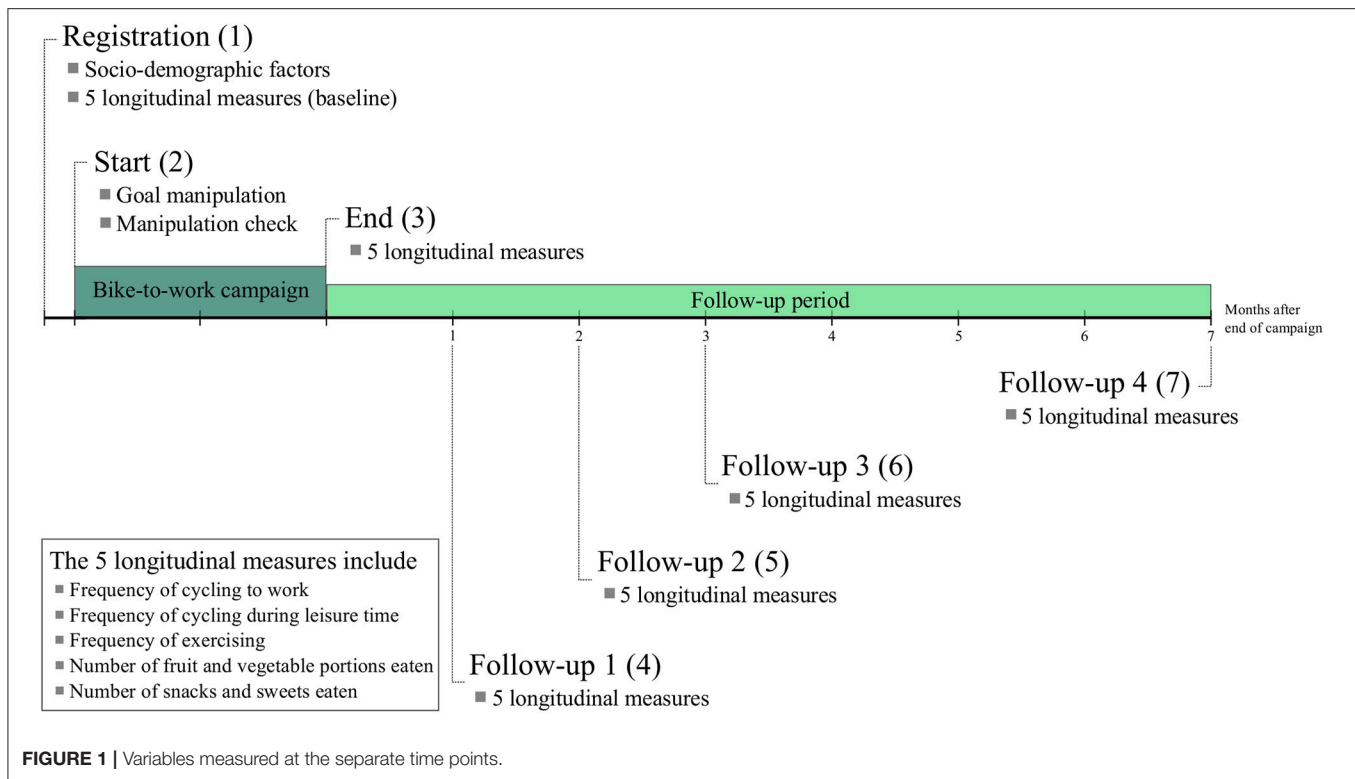 Registration (1)
Socio-demographic factors
5 longitudinal measures (baseline)
Start (2)
Goal manipulation
Manipulation check
End (3)
5 longitudinal measures
Bike-to-work campaign
Follow-up period
1
2
3
4
5
6
7
Months after
end of campaign
Follow-up 4 (7)
5 longitudinal measures
Follow-up 3 (6)
5 longitudinal measures
Follow-up 2 (5)
5 longitudinal measures
Follow-up 1 (4)
5 longitudinal measures
The 5 longitudinal measures include
Frequency of cycling to work
Frequency of cycling during leisure time
Frequency of exercising
Number of fruit and vegetable portions eaten
Number of snacks and sweets eaten
FIGURE 1 | Variables measured at the separate time points.